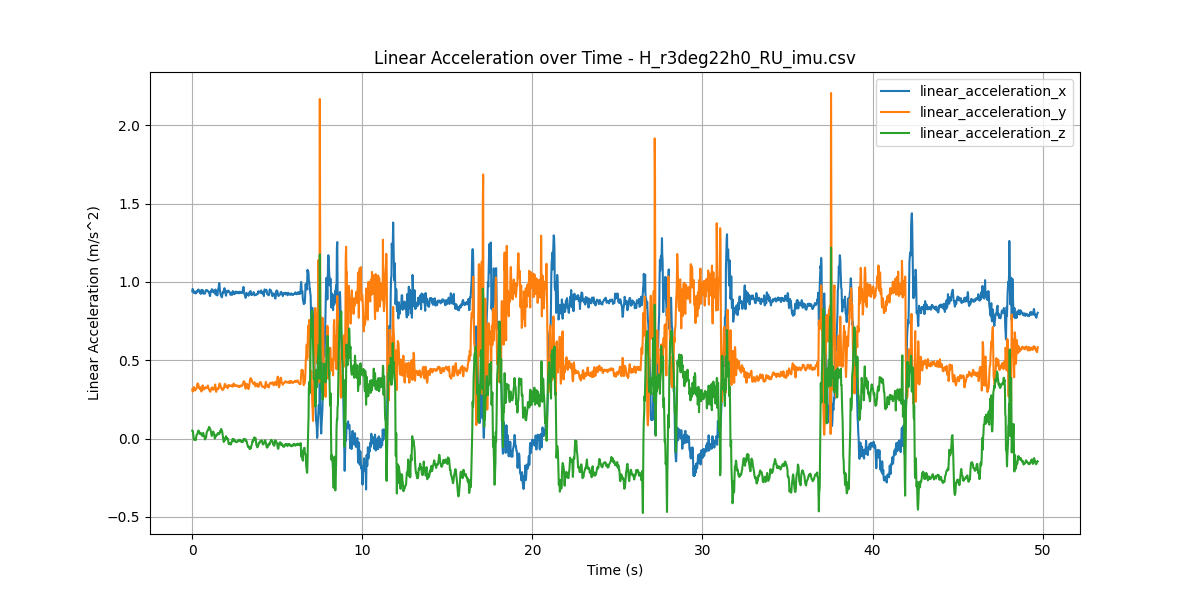 Linear Acceleration over Time - H_r3deg22h0_RU_imu.csv
linear_acceleration_x
linear_acceleration_y
linear_acceleration_z
Linear Acceleration (m/s^2)
2.0
1.5
1.0
0.5
0.0
−0.5
0 10 20 30 40 50
Time (s)